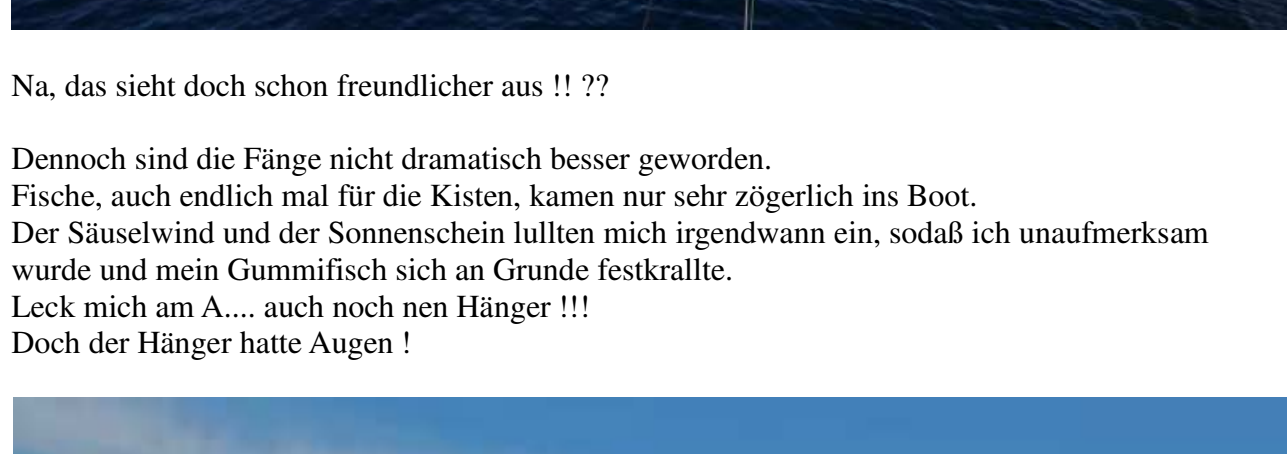 Na, das sieht doch schon freundlicher aus !! ??
Dennoch sind die Fänge nicht dramatisch besser geworden.
Fische, auch endlich mal für die Kisten, kamen nur sehr zögerlich ins Boot.
Der Säuselwind und der Sonnenschein lullten mich irgendwann ein, sodaß ich unaufmerksam
wurde und mein Gummifisch sich an Grunde festkrallte.
Leck mich am A.... auch noch nen Hänger !!!
Doch der Hänger hatte Augen !